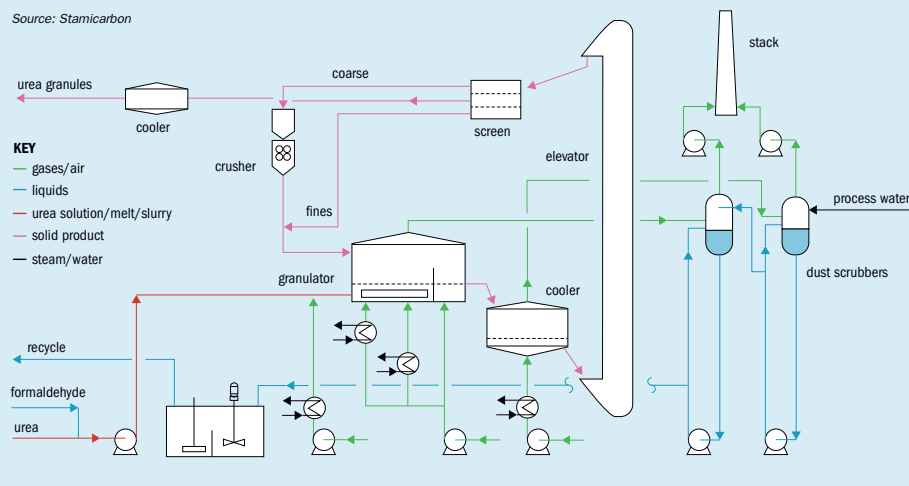 Source: Stamicarbon
stack
coarse
urea granules
cooler
screen
KEY
gases/air
liquids
urea solution/melt/slurry
solid product
steam/water
crusher
elevator
fines
process water
granulator
cooler
dust scrubbers
recycle
formaldehyde
urea